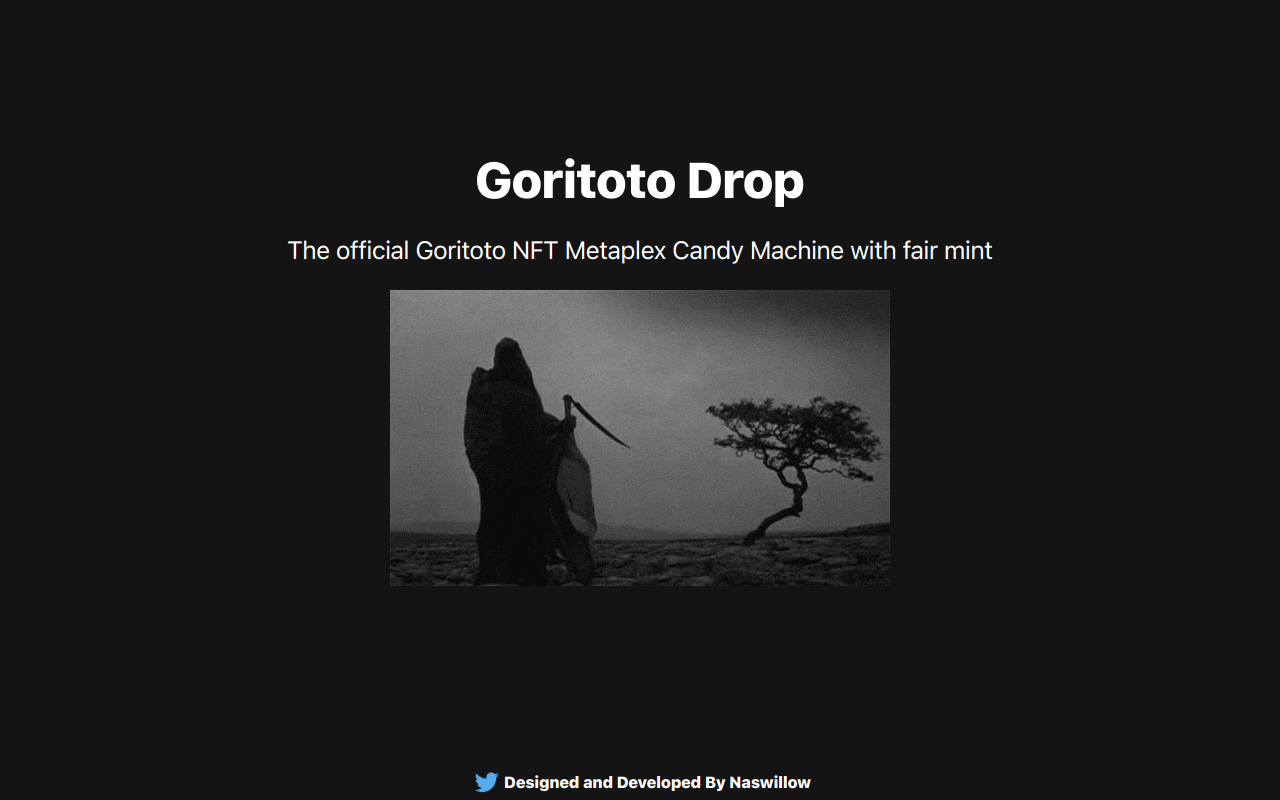 Goritoto Drop
The official Goritoto NFT Metaplex Candy Machine with fair mint
Designed and Developed By Naswillow